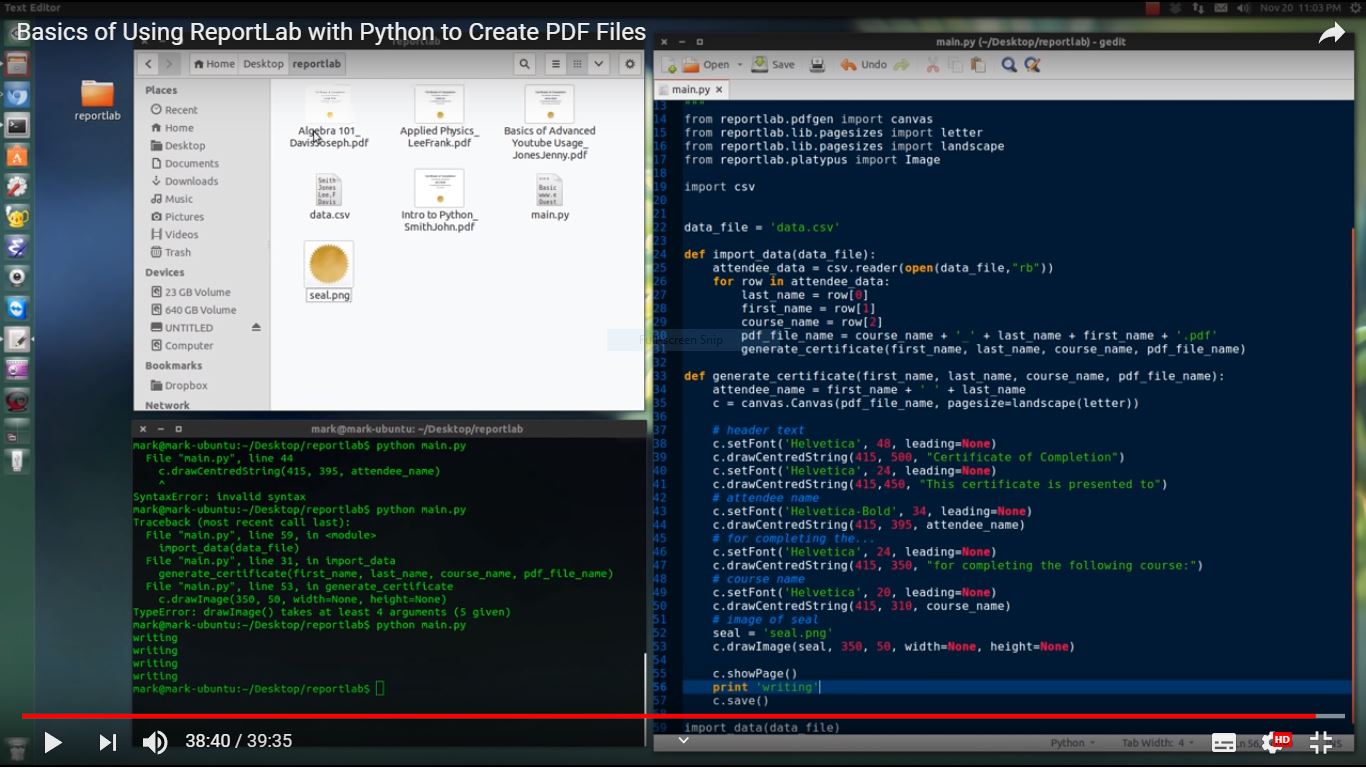 Text Editor
Nov 20 11:03 PM
Basics of Using ReportLab with Python to Create PDF Files
reportlab
Home
Desktop
reportlab
Places
Recent
Home
Desktop
Documents
Downloads
Music
Pictures
Videos
Trash
Devices
23 GB Volume
640 GB Volume
UNTITLED
Computer
Bookmarks
Dropbox
Network
reportlab
Algebra 101_
DavisJoseph.pdf
Applied Physics_
LeeFrank.pdf
Basics of Advanced
Youtube Usage_
JonesJenny.pdf
data.csv
Intro to Python_
SmithJohn.pdf
main.py
seal.png
mark@mark-ubuntu: ~/Desktop/reportlab
mark@mark-ubuntu:~/Desktop/reportlab$ python main.py
File "main.py", line 44
c.drawCentredString(415, 395, attendee_name)
^
SyntaxError: invalid syntax
mark@mark-ubuntu:~/Desktop/reportlab$ python main.py
Traceback (most recent call last):
File "main.py", line 59, in <module>
import_data(data_file)
File "main.py", line 31, in import_data
generate_certificate(first_name, last_name, course_name, pdf_file_name)
File "main.py", line 53, in generate_certificate
c.drawImage(350, 50, width=None, height=None)
TypeError: drawImage() takes at least 4 arguments (5 given)
mark@mark-ubuntu:~/Desktop/reportlab$ python main.py
writing
writing
writing
writing
mark@mark-ubuntu:~/Desktop/reportlab$
main.py (~/Desktop/reportlab) - gedit
Open
Save
Undo
main.py
13 """
14 from reportlab.pdfgen import canvas
15 from reportlab.lib.pagesizes import letter
16 from reportlab.lib.pagesizes import landscape
17 from reportlab.platypus import Image
18
19 import csv
20
21
22 data_file = 'data.csv'
23
24 def import_data(data_file):
25 attendee_data = csv.reader(open(data_file,"rb"))
26 for row in attendee_data:
27 last_name = row[0]
28 first_name = row[1]
29 course_name = row[2]
30 pdf_file_name = course_name + '_' + last_name + first_name + '.pdf'
31 generate_certificate(first_name, last_name, course_name, pdf_file_name)
32
33 def generate_certificate(first_name, last_name, course_name, pdf_file_name):
34 attendee_name = first_name + ' ' + last_name
35 c = canvas.Canvas(pdf_file_name, pagesize=landscape(letter))
36
37 # header text
38 c.setFont('Helvetica', 48, leading=None)
39 c.drawCentredString(415, 500, "Certificate of Completion")
40 c.setFont('Helvetica', 24, leading=None)
41 c.drawCentredString(415,450, "This certificate is presented to")
42 # attendee name
43 c.setFont('Helvetica-Bold', 34, leading=None)
44 c.drawCentredString(415, 395, attendee_name)
45 # for completing the...
46 c.setFont('Helvetica', 24, leading=None)
47 c.drawCentredString(415, 350, "for completing the following course:")
48 # course name
49 c.setFont('Helvetica', 20, leading=None)
50 c.drawCentredString(415, 310, course_name)
51 # image of seal
52 seal = 'seal.png'
53 c.drawImage(seal, 350, 50, width=None, height=None)
54
55 c.showPage()
56 print 'writing'
57 c.save()
58
59 import_data(data_file)
Full-screen Snip
Python
Tab Width: 4
38:40 / 39:35
HD